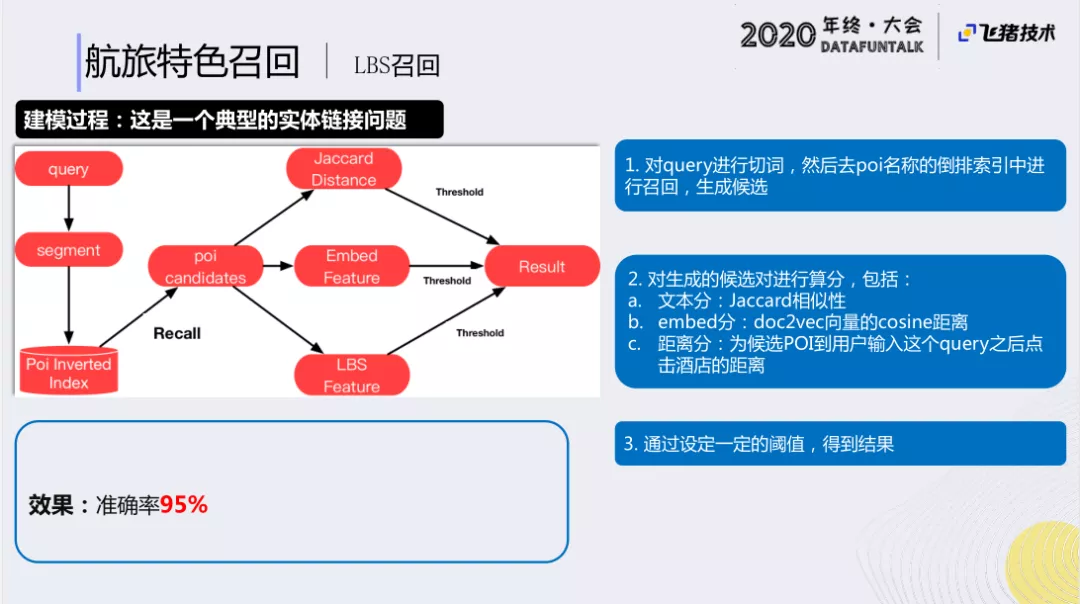 航旅特色召回
LBS召回
2020 年终·大会
DATAFUNTALK
飞猪技术
建模过程：这是一个典型的实体链接问题
query
segment
Poi Inverted
Index
Recall
poi
candidates
Jaccard
Distance
Embed
Feature
LBS
Feature
Threshold
Threshold
Threshold
Result
1. 对query进行切词，然后去poi名称的倒排索引中进
行召回，生成候选
2. 对生成的候选对进行算分，包括：
a. 文本分：Jaccard相似性
b. embed分：doc2vec向量的cosine距离
c. 距离分：为候选POI到用户输入这个query之后点
击酒店的距离
3. 通过设定一定的阈值，得到结果
效果：准确率95%